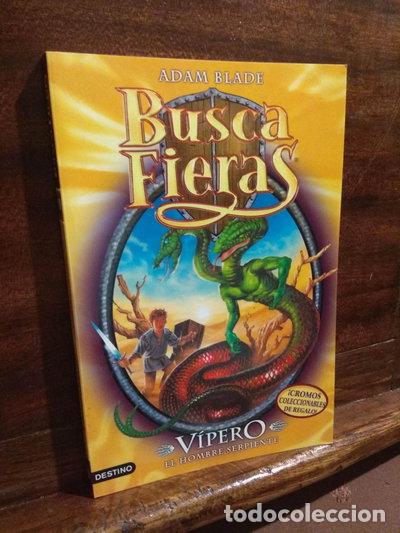 ADAM BLADE
Busca
Fieras
VÍPERO
EL HOMBRE SERPIENTE
¡CROMOS
COLECCIONABLES
DE REGALO!
DESTINO
todocoleccion